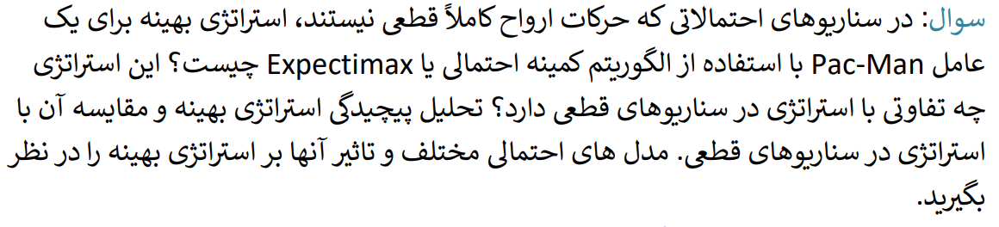 سوال: در سناریوهای احتمالاتی که حرکات ارواح کاملاً قطعی نیستند، استراتژی بهینه برای یک
عامل Pac-Man با استفاده از الگوریتم کمینه احتمالی یا Expectimax چیست؟ این استراتژی
چه تفاوتی با استراتژی در سناریوهای قطعی دارد؟ تحلیل پیچیدگی استراتژی بهینه و مقایسه آن با
استراتژی در سناریوهای قطعی. مدل های احتمالی مختلف و تاثیر آنها بر استراتژی بهینه را در نظر
بگیرید.